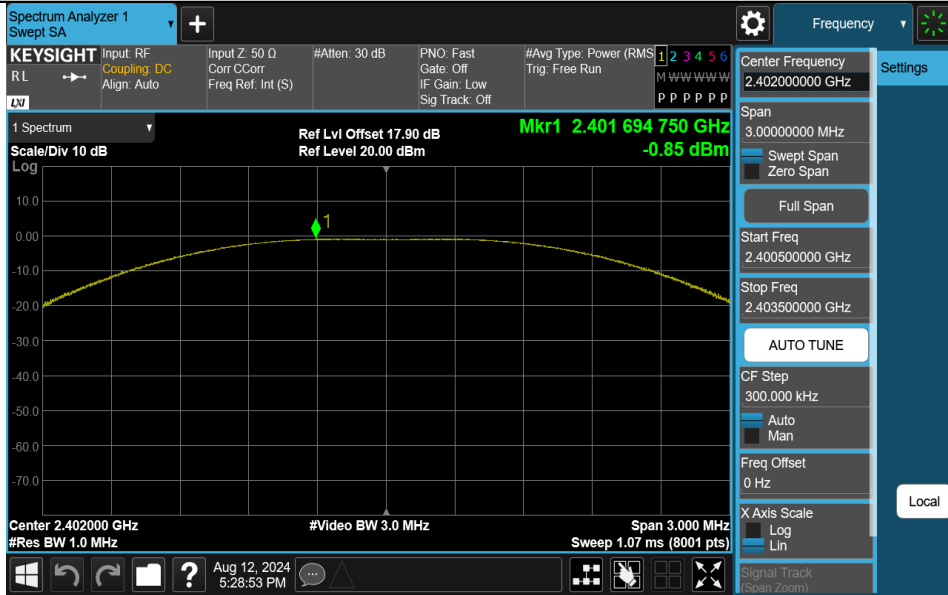 Spectrum Analyzer 1
Swept SA
+
Frequency
KEYSIGHT
R L
LXI
Input: RF
Coupling: DC
Align: Auto
Input Z: 50 Ω
Corr CCorr
Freq Ref: Int (S)
#Atten: 30 dB
PNO: Fast
Gate: Off
IF Gain: Low
Sig Track: Off
#Avg Type: Power (RMS
Trig: Free Run
1 2 3 4 5 6
M W W W W W
P P P P P P
1 Spectrum
Scale/Div 10 dB
Log
Ref Lvl Offset 17.90 dB
Ref Level 20.00 dBm
Mkr1 2.401 694 750 GHz
-0.85 dBm
1
10.0
0.00
-10.0
-20.0
-30.0
-40.0
-50.0
-60.0
-70.0
Center 2.402000 GHz
#Res BW 1.0 MHz
#Video BW 3.0 MHz
Span 3.000 MHz
Sweep 1.07 ms (8001 pts)
Center Frequency
2.402000000 GHz
Span
3.00000000 MHz
Swept Span
Zero Span
Full Span
Start Freq
2.400500000 GHz
Stop Freq
2.403500000 GHz
AUTO TUNE
CF Step
300.000 kHz
Auto
Man
Freq Offset
0 Hz
X Axis Scale
Log
Lin
Signal Track
(Span Zoom)
Settings
Local
?
Aug 12, 2024
5:28:53 PM